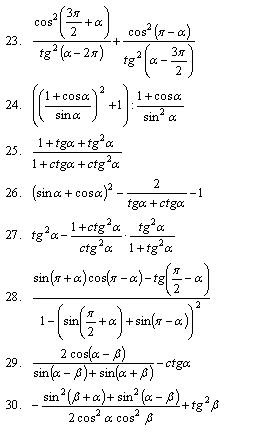 23. \frac{\cos^2\left(\frac{3\pi}{2}+\alpha\right)}{tg^2(\alpha-2\pi)}+\frac{\cos^2(\pi-\alpha)}{tg^2\left(\alpha-\frac{3\pi}{2}\right)}
24. \left(\left(\frac{1+\cos\alpha}{\sin\alpha}\right)^2+1\right):\frac{1+\cos\alpha}{\sin^2\alpha}
25. \frac{1+tg\alpha+tg^2\alpha}{1+ctg\alpha+ctg^2\alpha}
26. (\sin\alpha+\cos\alpha)^2-\frac{2}{tg\alpha+ctg\alpha}-1
27. tg^2\alpha-\frac{1+ctg^2\alpha}{ctg^2\alpha}\cdot\frac{tg^2\alpha}{1+tg^2\alpha}
28. \frac{\sin(\pi+\alpha)\cos(\pi-\alpha)-tg\left(\frac{\pi}{2}-\alpha\right)}{1-\left(\sin\left(\frac{\pi}{2}+\alpha\right)+\sin(\pi-\alpha)\right)^2}
29. \frac{2\cos(\alpha-\beta)}{\sin(\alpha-\beta)+\sin(\alpha+\beta)}-ctg\alpha
30. -\frac{\sin^2(\beta+\alpha)+\sin^2(\alpha-\beta)}{2\cos^2\alpha\cos^2\beta}+tg^2\beta